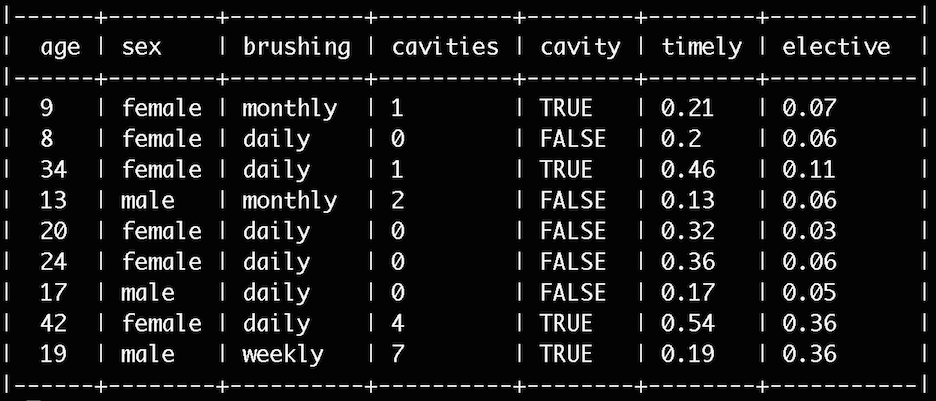 |------+--------+----------+----------+--------+--------+-----------|
| age | sex | brushing | cavities | cavity | timely | elective |
|------+--------+----------+----------+--------+--------+-----------|
| 9 | female | monthly | 1 | TRUE | 0.21 | 0.07 |
| 8 | female | daily | 0 | FALSE | 0.2 | 0.06 |
| 34 | female | daily | 1 | TRUE | 0.46 | 0.11 |
| 13 | male | monthly | 2 | FALSE | 0.13 | 0.06 |
| 20 | female | daily | 0 | FALSE | 0.32 | 0.03 |
| 24 | female | daily | 0 | FALSE | 0.36 | 0.06 |
| 17 | male | daily | 0 | FALSE | 0.17 | 0.05 |
| 42 | female | daily | 4 | TRUE | 0.54 | 0.36 |
| 19 | male | weekly | 7 | TRUE | 0.19 | 0.36 |
|------+--------+----------+----------+--------+--------+-----------|